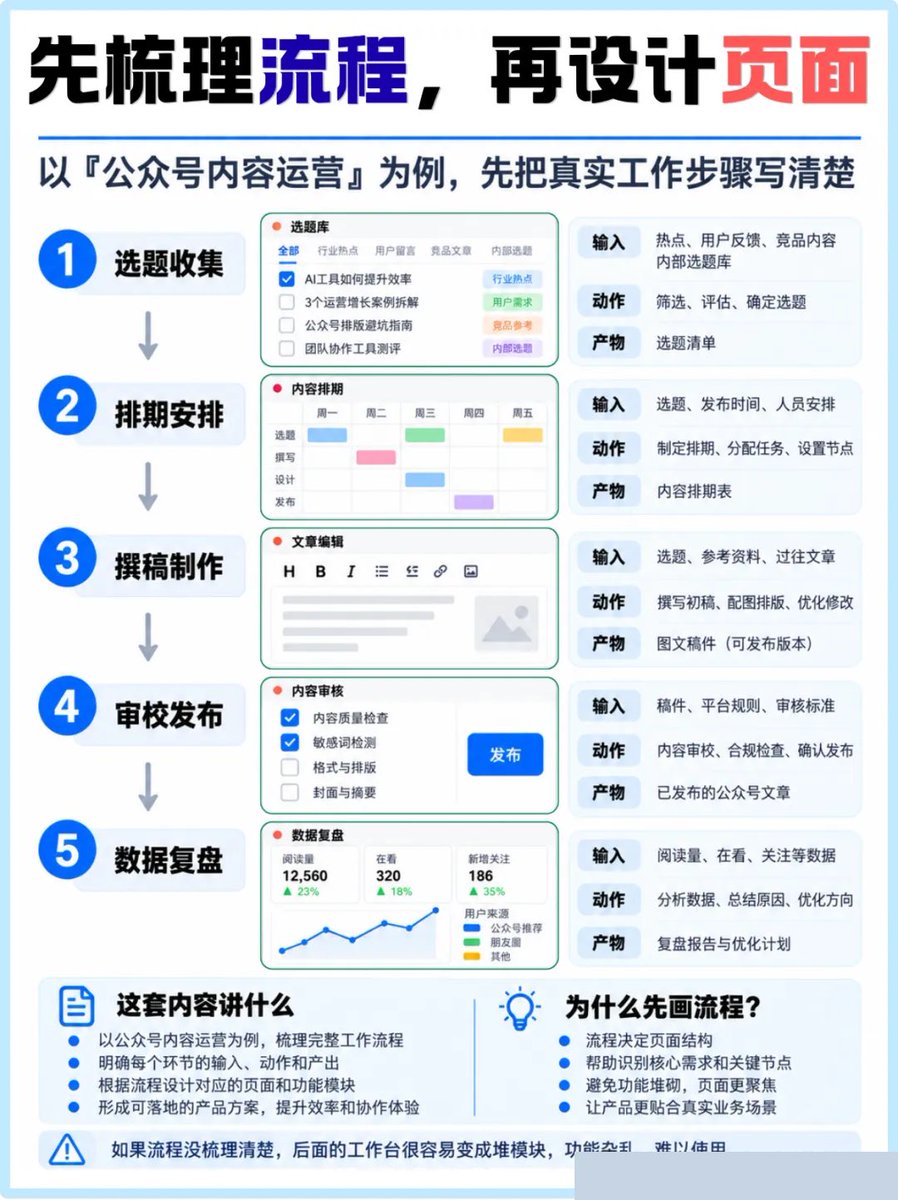 先梳理流程，再设计页面
以『公众号内容运营』为例，先把真实工作步骤写清楚
1 选题收集
选题库
全部 行业热点 用户留言 竞品文章 内部选题
AI工具如何提升效率 行业热点
3个运营增长案例拆解 用户需求
公众号排版避坑指南 竞品参考
团队协作工具测评 内部选题
输入 热点、用户反馈、竞品内容
内部选题库
动作 筛选、评估、确定选题
产物 选题清单
2 排期安排
内容排期
周一 周二 周三 周四 周五
选题
撰写
设计
发布
输入 选题、发布时间、人员安排
动作 制定排期、分配任务、设置节点
产物 内容排期表
3 撰稿制作
文章编辑
H B I
输入 选题、参考资料、过往文章
动作 撰写初稿、配图排版、优化修改
产物 图文稿件（可发布版本）
4 审校发布
内容审核
内容质量检查
敏感词检测
格式与排版
封面与摘要
发布
输入 稿件、平台规则、审核标准
动作 内容审校、合规检查、确认发布
产物 已发布的公众号文章
5 数据复盘
数据复盘
阅读量 在看 新增关注
12,560 320 186
▲ 23% ▲ 18% ▲ 35%
用户来源
公众号推荐
朋友圈
其他
输入 阅读量、在看、关注等数据
动作 分析数据、总结原因、优化方向
产物 复盘报告与优化计划
这套内容讲什么
以公众号内容运营为例，梳理完整工作流程
明确每个环节的输入、动作和产出
根据流程设计对应的页面和功能模块
形成可落地的产品方案，提升效率和协作体验
为什么先画流程？
流程决定页面结构
帮助识别核心需求和关键节点
避免功能堆砌，页面更聚焦
让产品更贴合真实业务场景
如果流程没梳理清楚，后面的工作台很容易变成堆模块，功能杂乱，难以使用